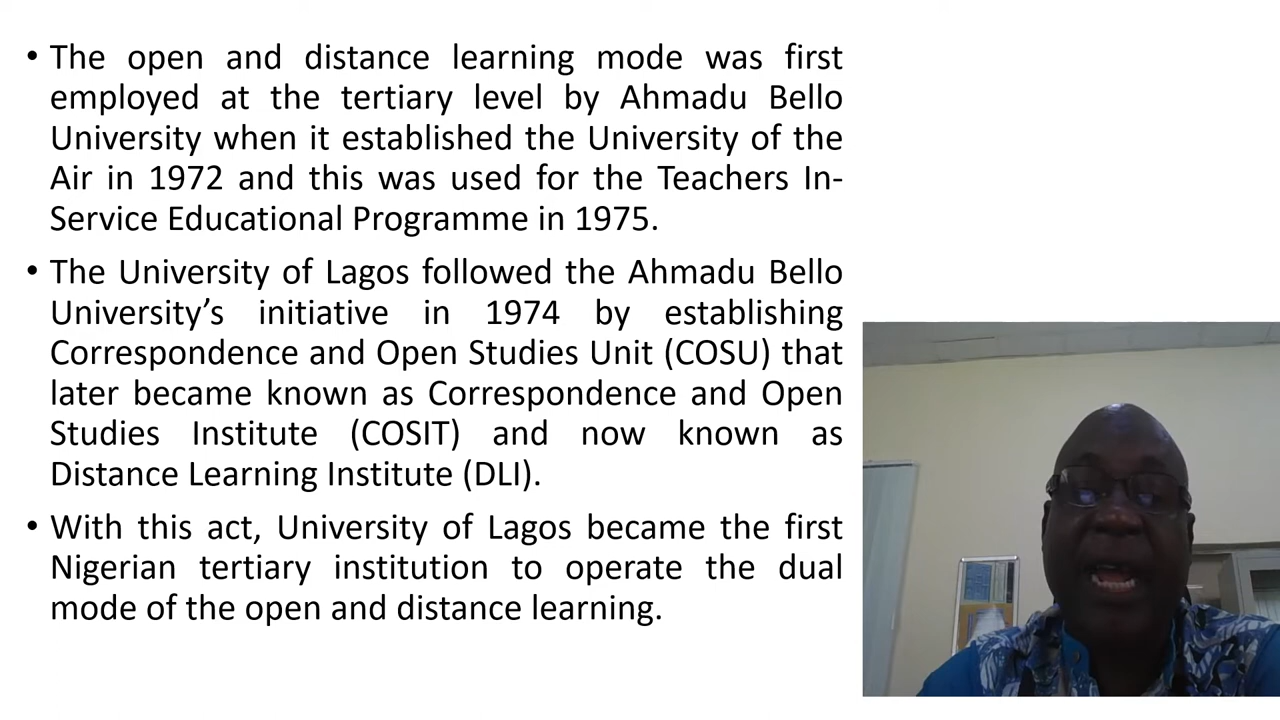 • The open and distance learning mode was first
employed at the tertiary level by Ahmadu Bello
University when it established the University of the
Air in 1972 and this was used for the Teachers In-
Service Educational Programme in 1975.
• The University of Lagos followed the Ahmadu Bello
University’s initiative in 1974 by establishing
Correspondence and Open Studies Unit (COSU) that
later became known as Correspondence and Open
Studies Institute (COSIT) and now known as
Distance Learning Institute (DLI).
• With this act, University of Lagos became the first
Nigerian tertiary institution to operate the dual
mode of the open and distance learning.